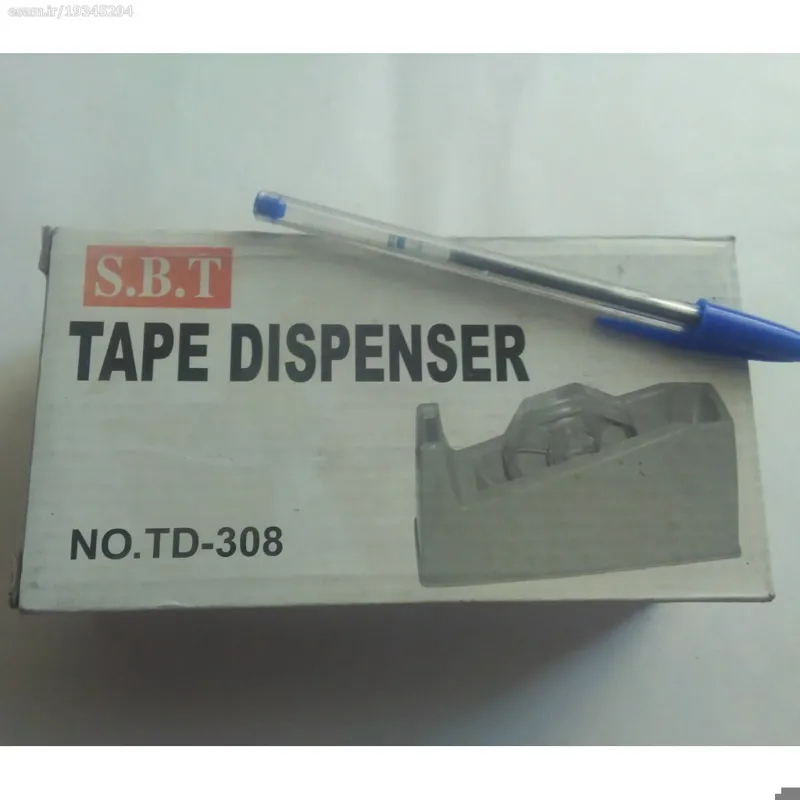 esam.ir/19345294
S.B.T
TAPE DISPENSER
NO.TD-308